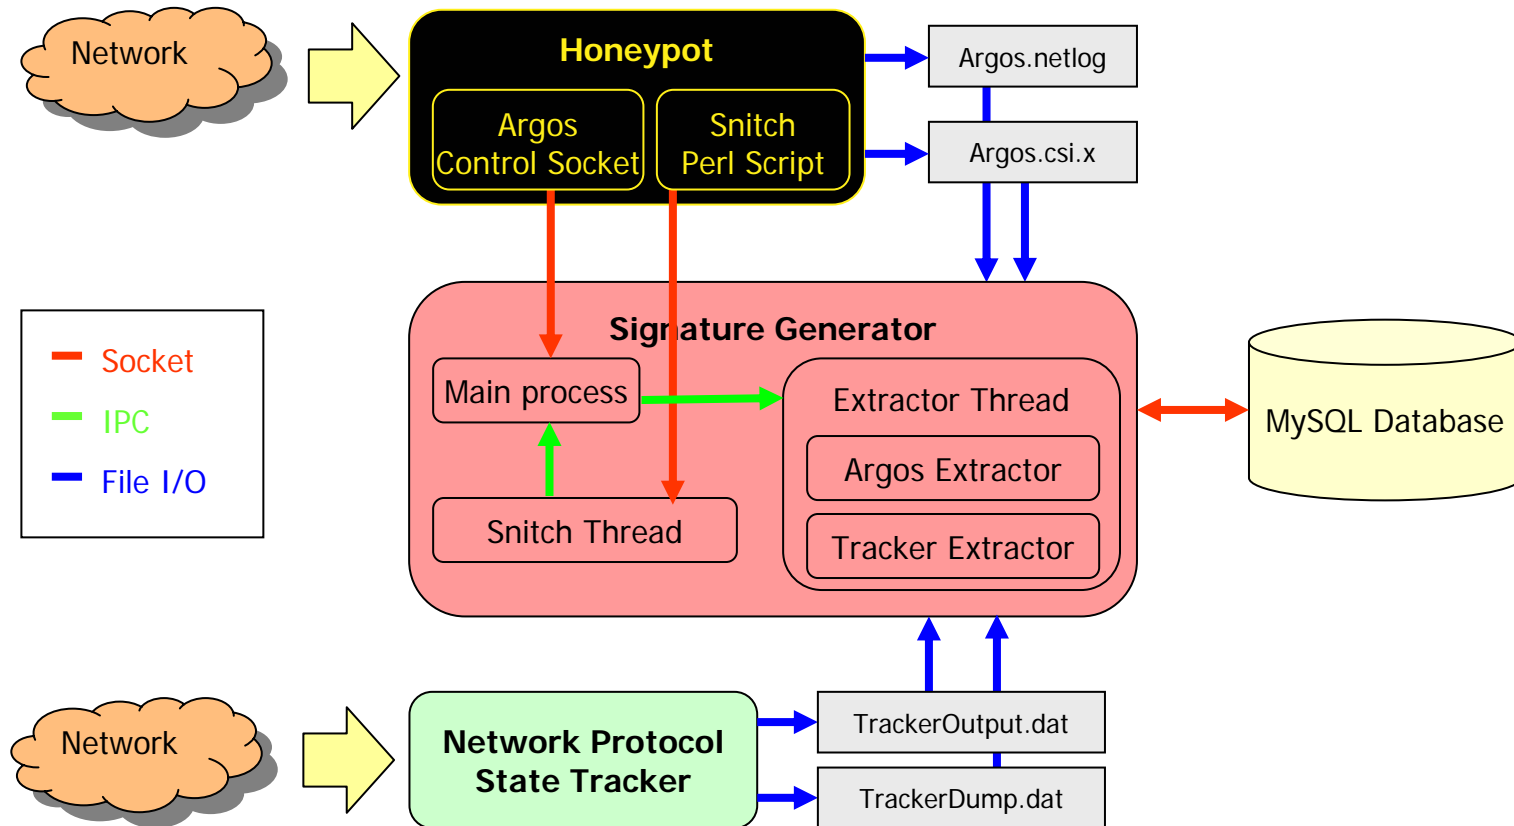 Network
Honeypot
Argos
Control Socket
Snitch
Perl Script
Argos.netlog
Argos.csi.x
Socket
IPC
File I/O
Signature Generator
Main process
Snitch Thread
Extractor Thread
Argos Extractor
Tracker Extractor
MySQL Database
Network
Network Protocol
State Tracker
TrackerOutput.dat
TrackerDump.dat